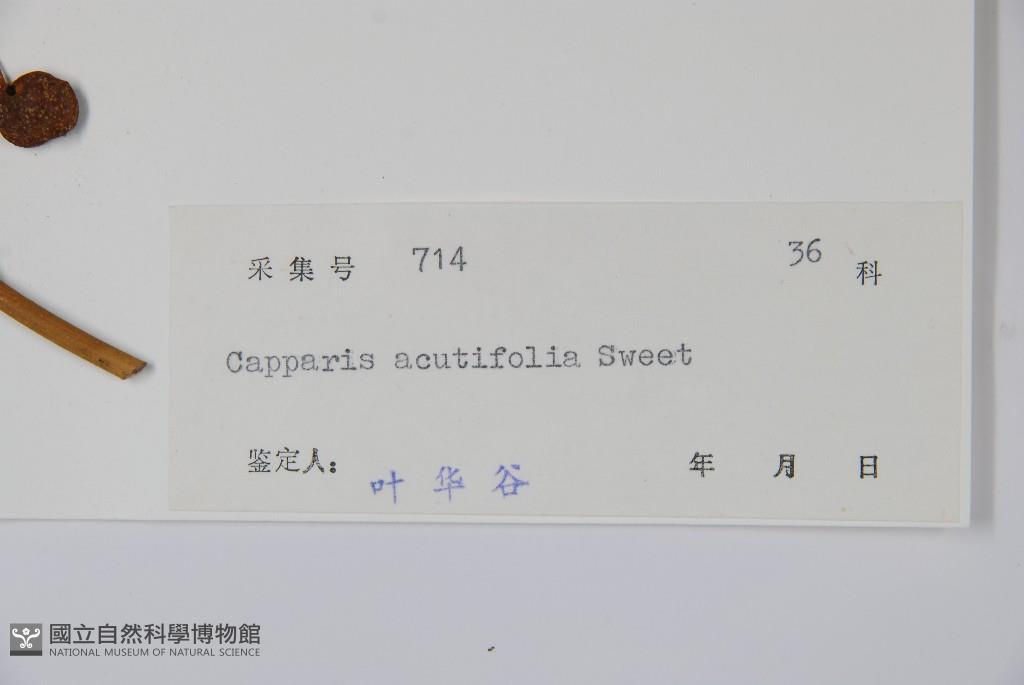 采集号 714 36 科
Capparis acutifolia Sweet
鉴定人： 叶华谷 年 月 日
國立自然科學博物館
NATIONAL MUSEUM OF NATURAL SCIENCE